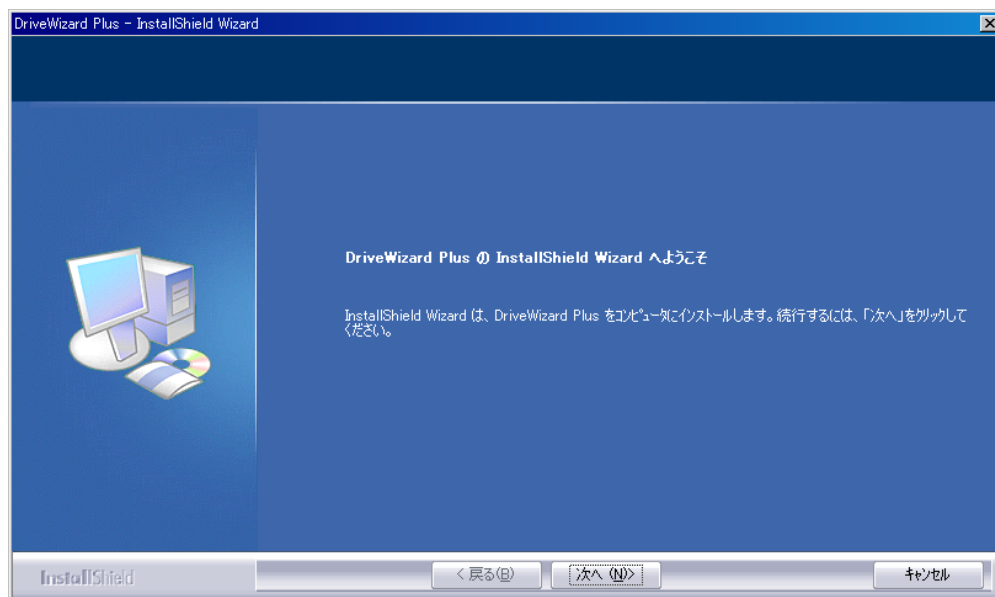 DriveWizard Plus - InstallShield Wizard
DriveWizard Plus の InstallShield Wizard へようこそ
InstallShield Wizard は、DriveWizard Plus をコンピュータにインストールします。続行するには、「次へ」をクリックして
ください。
InstallShield
< 戻る(B)
次へ (N)>
キャンセル